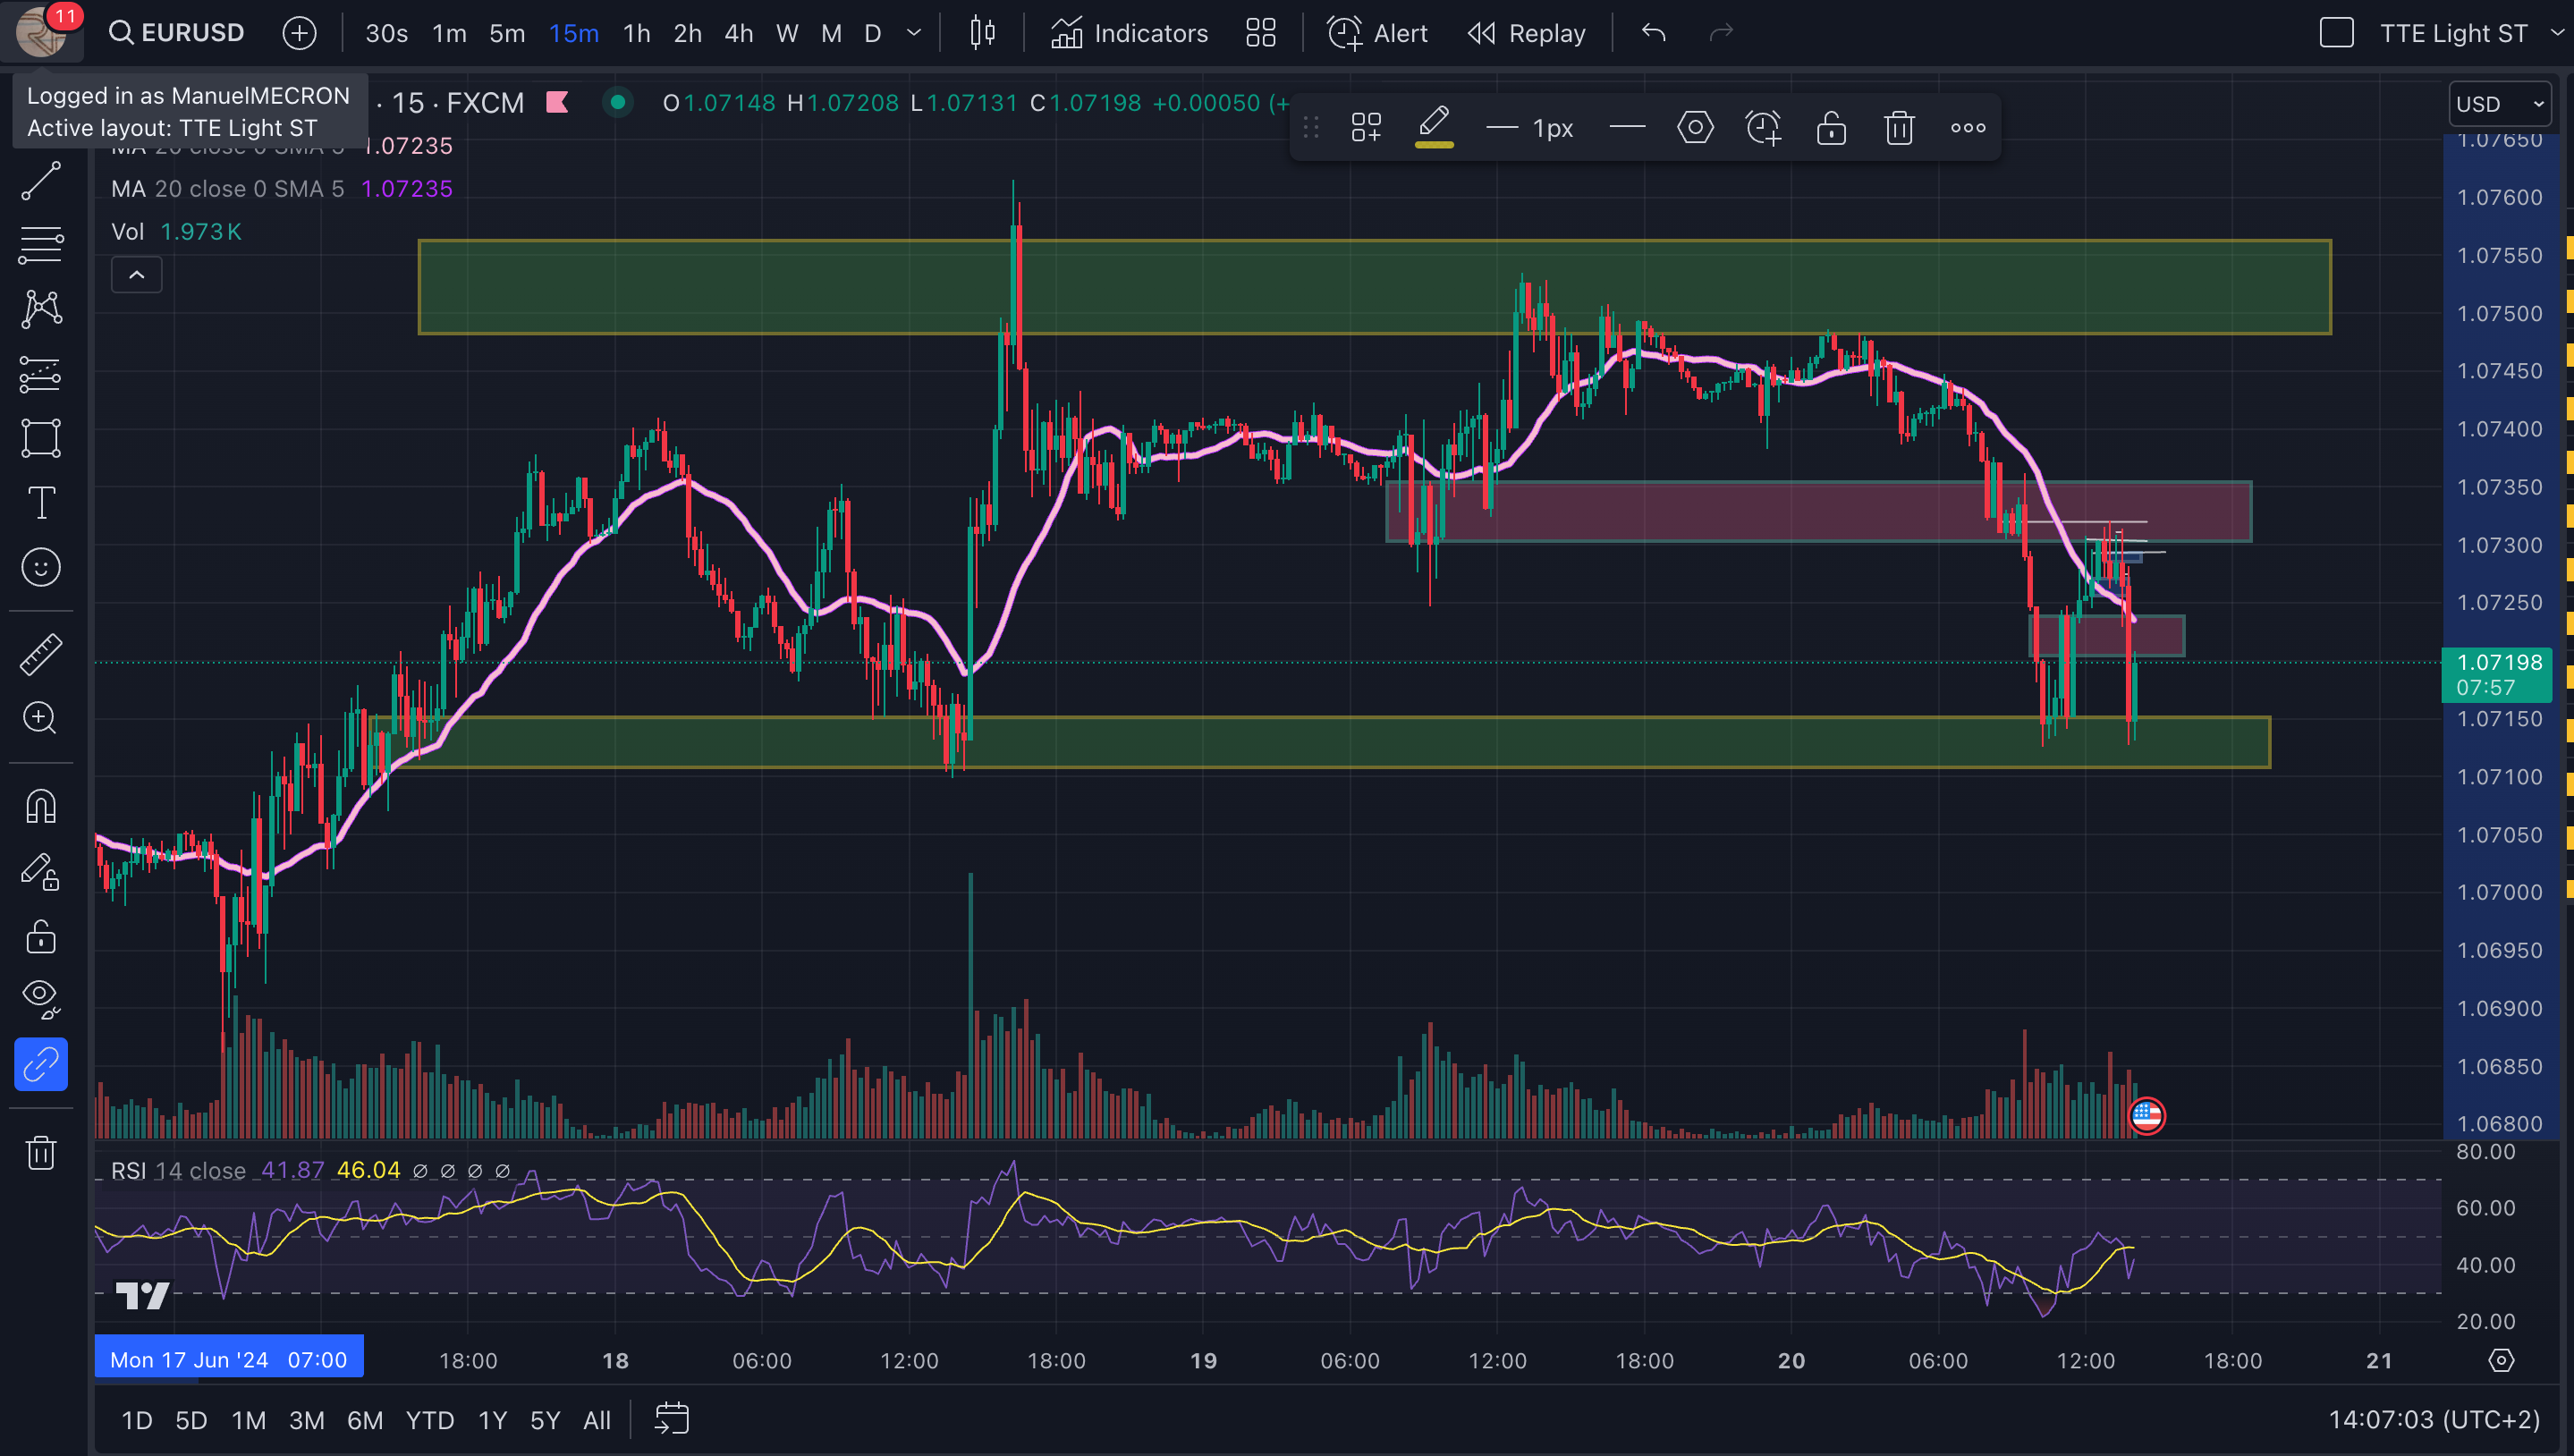 11
EURUSD
30s 1m 5m 15m 1h 2h 4h W M D
Indicators
Alert
Replay
TTE Light ST
Logged in as ManuelMECRON
Active layout: TTE Light ST
· 15 · FXCM
O1.07148 H1.07208 L1.07131 C1.07198 +0.00050 (+
1px
USD
MA 20 close 0 SMA 5 1.07235
MA 20 close 0 SMA 5 1.07235
Vol 1.973K
1.07650
1.07600
1.07550
1.07500
1.07450
1.07400
1.07350
1.07300
1.07250
1.07198
07:57
1.07150
1.07100
1.07050
1.07000
1.06950
1.06900
1.06850
1.06800
RSI 14 close 41.87 46.04 ∅ ∅ ∅ ∅
80.00
60.00
40.00
20.00
Mon 17 Jun '24 07:00
18:00 18 06:00 12:00 18:00 19 06:00 12:00 18:00 20 06:00 12:00 18:00 21
1D 5D 1M 3M 6M YTD 1Y 5Y All
14:07:03 (UTC+2)